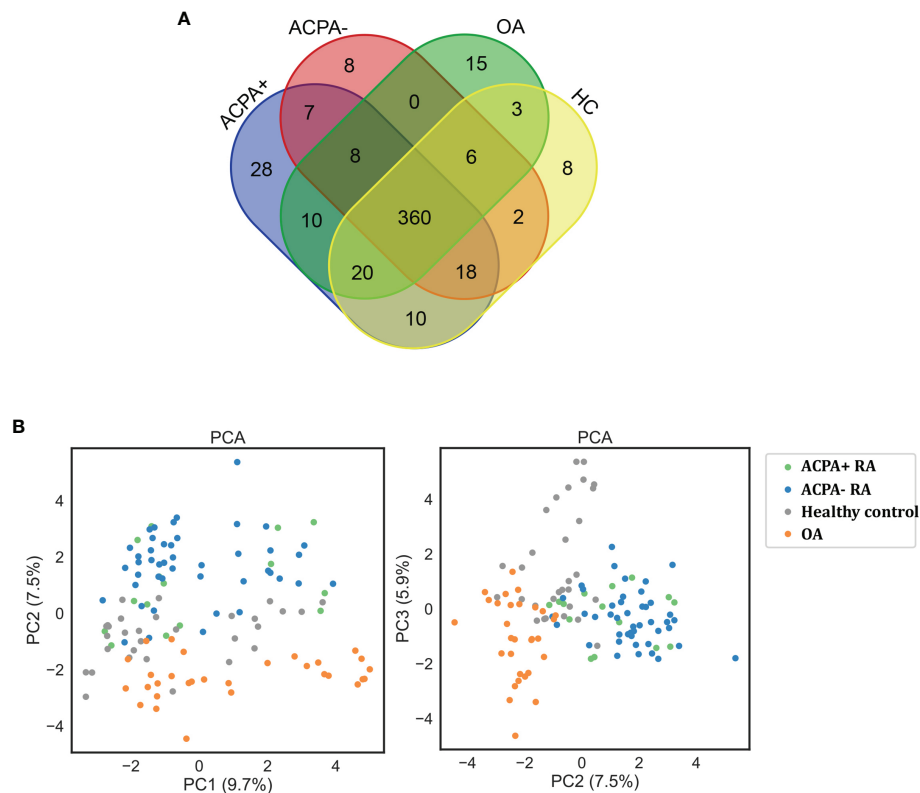 A
ACPA-
OA
ACPA+
HC
8
15
7
0
3
28
8
6
8
10
360
2
20
18
10
B
PCA
PCA
4
2
0
−2
−4
PC2 (7.5%)
−2
0
2
4
PC1 (9.7%)
4
2
0
−2
−4
PC3 (5.9%)
−4
−2
0
2
4
PC2 (7.5%)
ACPA+ RA
ACPA- RA
Healthy control
OA